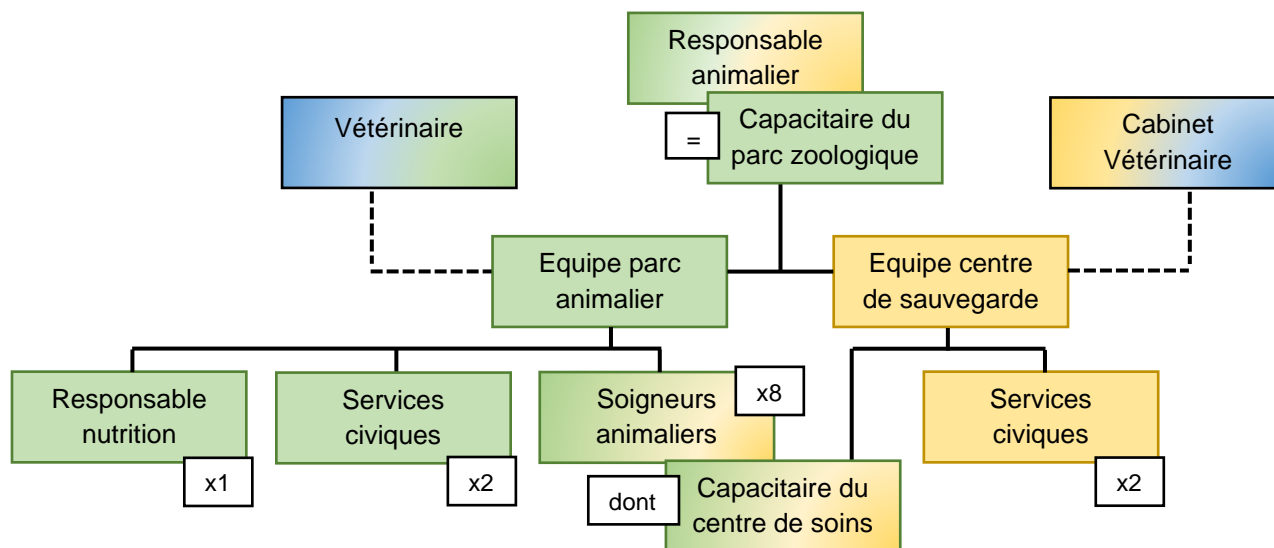 Responsable
animalier
=
Capacitaire du
parc zoologique
Vétérinaire
Cabinet
Vétérinaire
Equipe parc
animalier
Equipe centre
de sauvegarde
Responsable
nutrition
x1
Services
civiques
x2
Soigneurs
animaliers
x8
dont
Capacitaire du
centre de soins
Services
civiques
x2